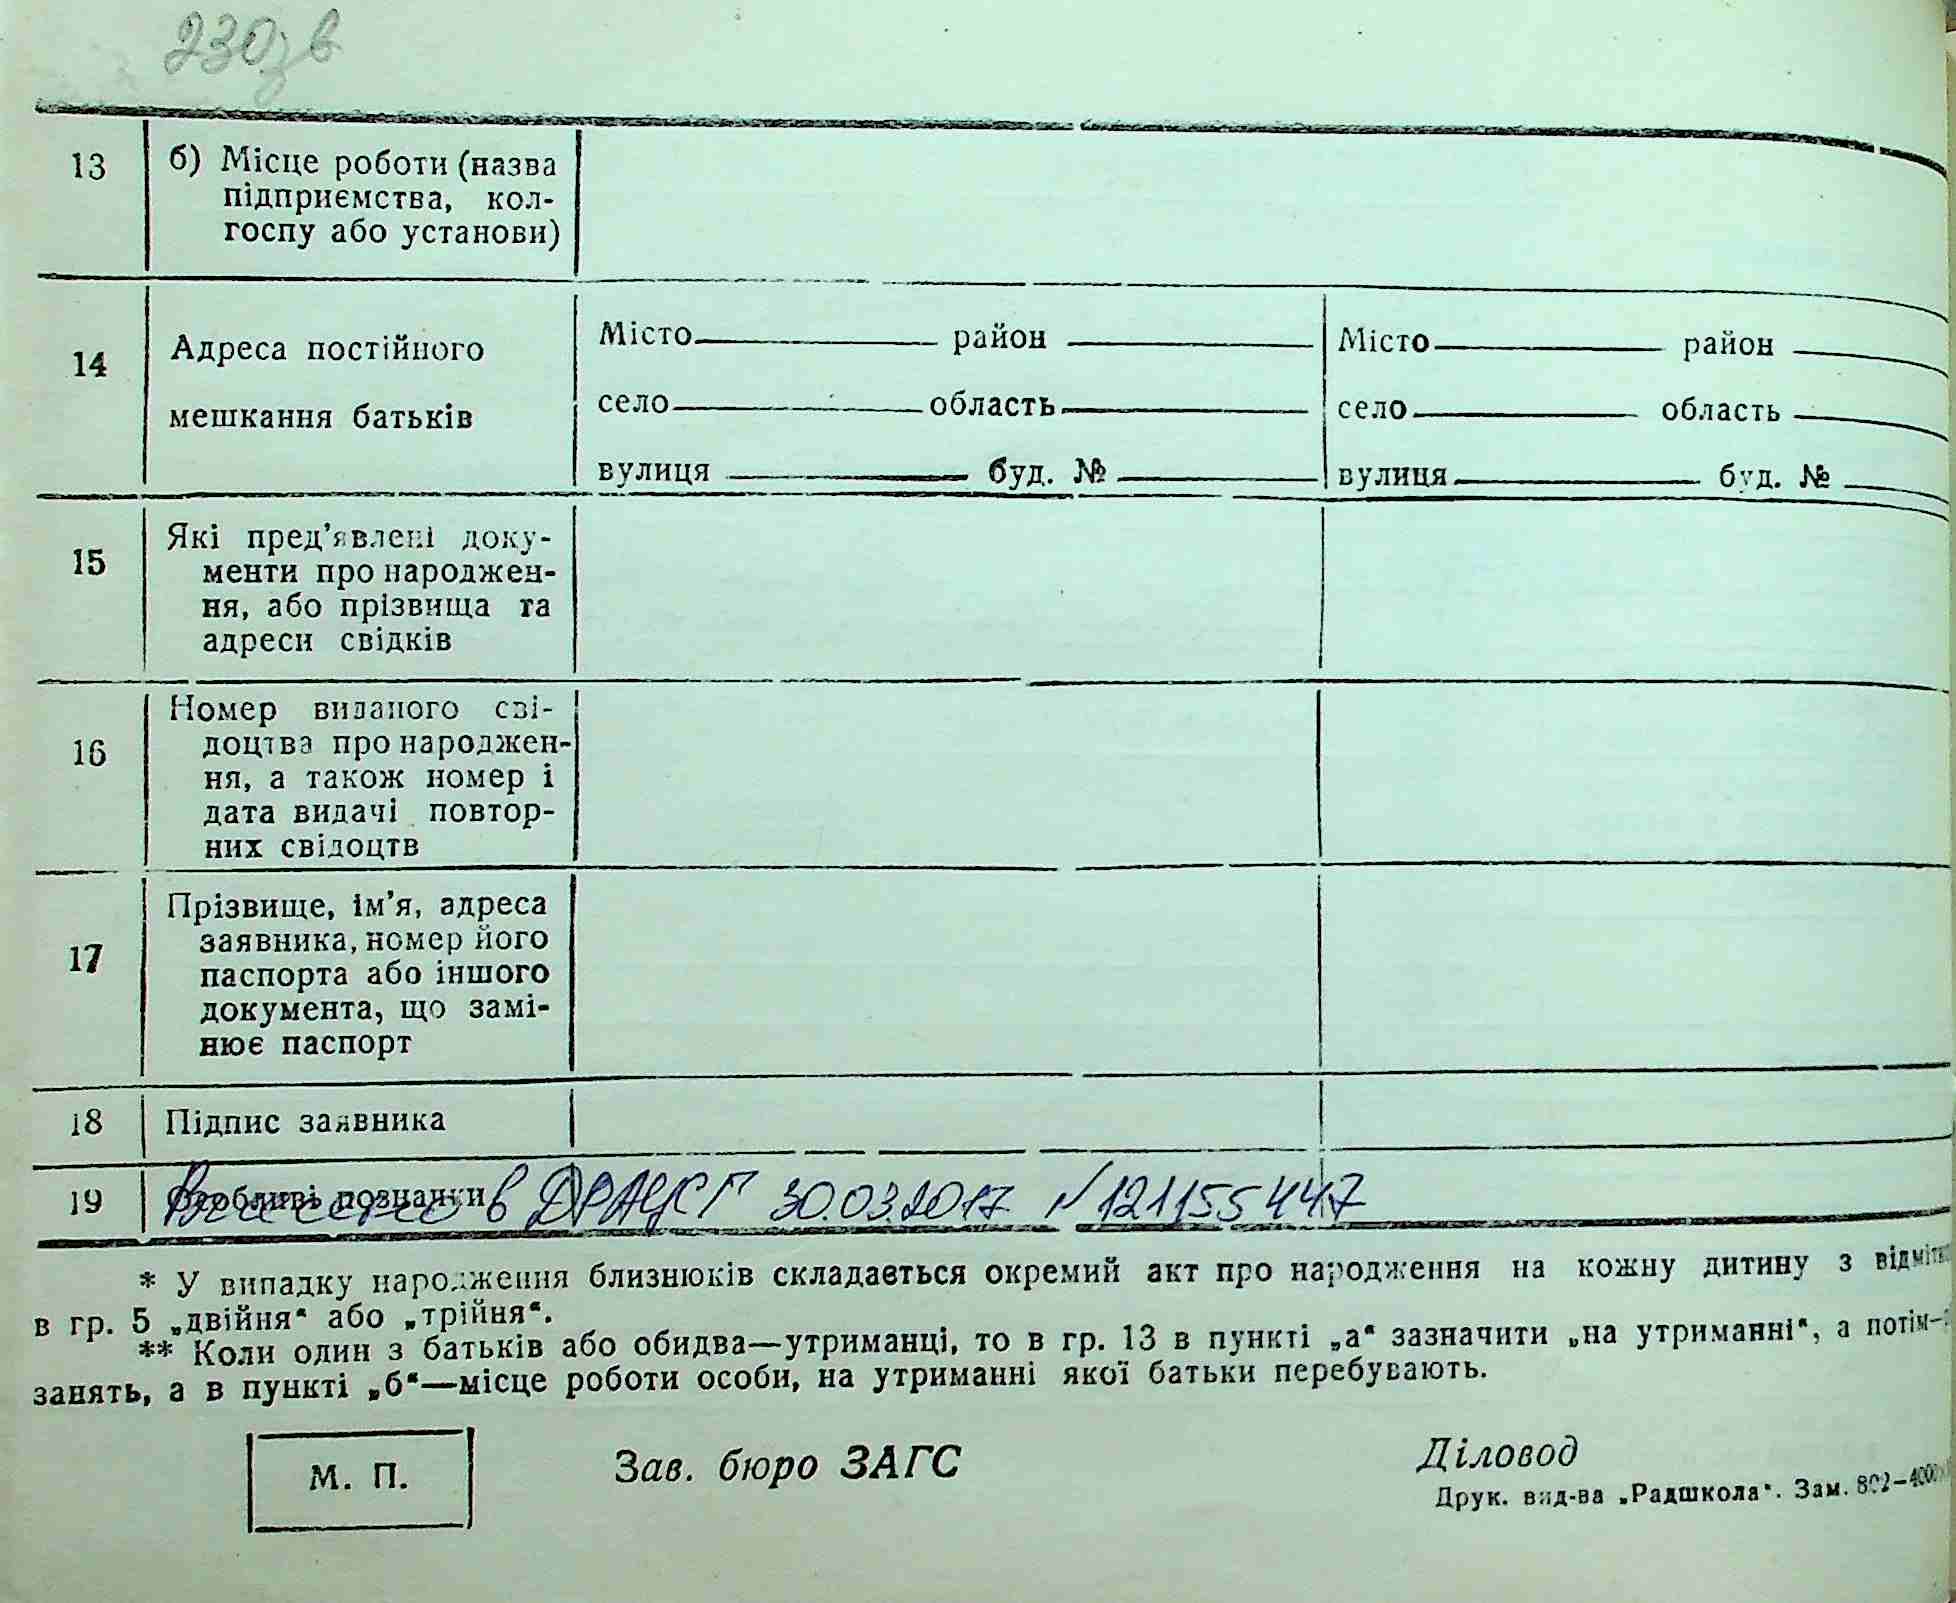 230зв
13
б) Місце роботи (назва
підприємства, кол-
госпу або установи)
14
Адреса постійного
мешкання батьків
Місто район
село область
вулиця буд. №
Місто район
село область
вулиця буд. №
15
Які пред’явлені доку-
менти про народжен-
ня, або прізвища та
адреси свідків
16
Номер виданого сві-
доцтва про народжен-
ня, а також номер і
дата видачі повтор-
них свідоцтв
17
Прізвище, ім’я, адреса
заявника, номер його
паспорта або іншого
документа, що замі-
нює паспорт
18
Підпис заявника
19
Особливі познаки
Внесено в ДРАЦСГ 30.03.2017 №121155447
* У випадку народження близнюків складається окремий акт про народження на кожну дитину з відмітк
в гр. 5 „двійня“ або „трійня“.
** Коли один з батьків або обидва—утриманці, то в гр. 13 в пункті „а“ зазначити „на утриманні“, а потім—
занять, а в пункті „б“—місце роботи особи, на утриманні якої батьки перебувають.
М. П.
Зав. бюро ЗАГС
Діловод
Друк. вид-ва „Радшкола“. Зам. 802-4000